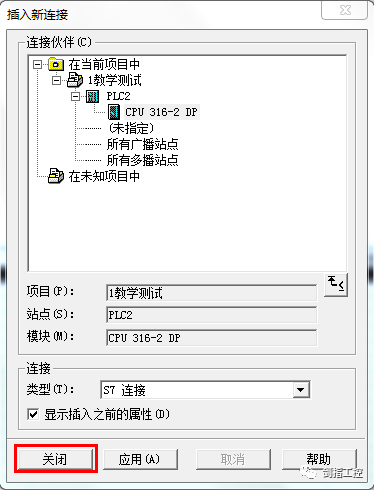 插入新连接
连接伙伴(C)
在当前项目中
1教学测试
PLC2
CPU 316-2 DP
(未指定)
所有广播站点
所有多播站点
在未知项目中
项目(P): 1教学测试
站点(S): PLC2
模块(M): CPU 316-2 DP
连接
类型(T): S7 连接
显示插入之前的属性(D)
关闭 应用(A) 取消 帮助
剑指工控